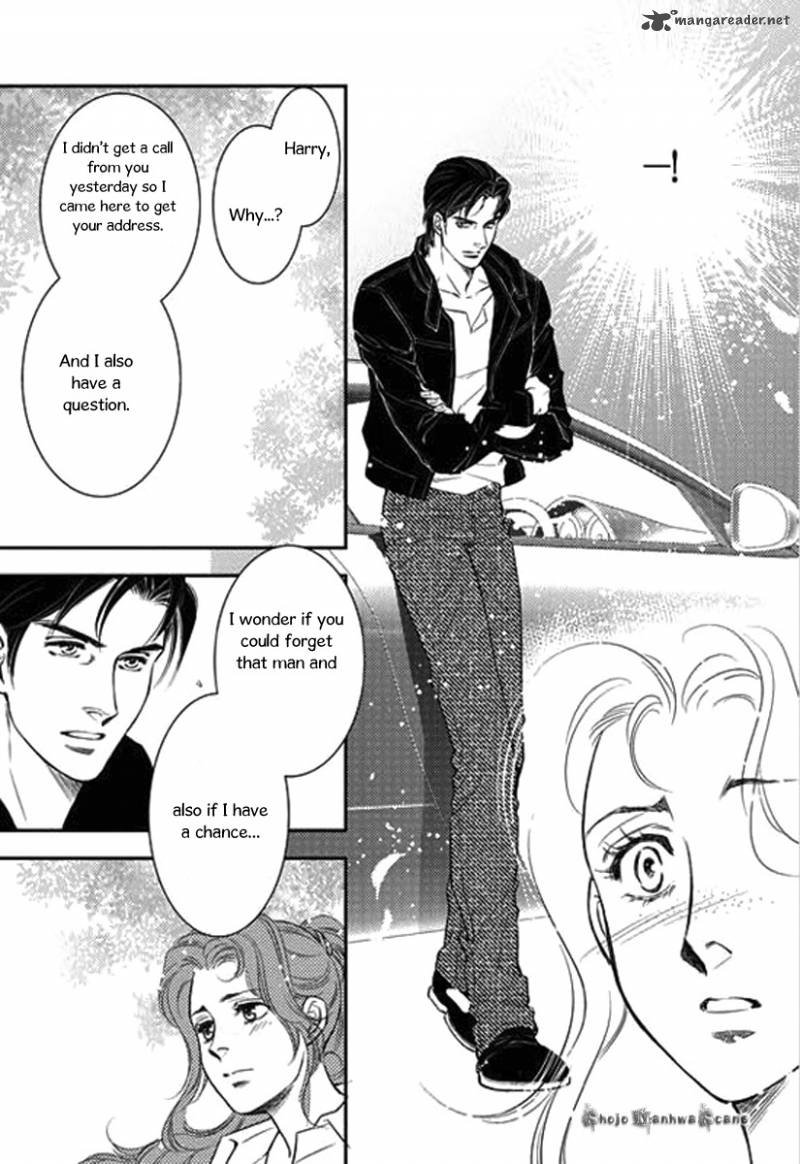 mangareader.net
—!
Harry,
Why...?
I didn't get a call
from you
yesterday so I
came here to get
your address.
And I also
have a
question.
I wonder if you
could forget
that man and
also if I have
a chance...
Shojo Manhwa Scans